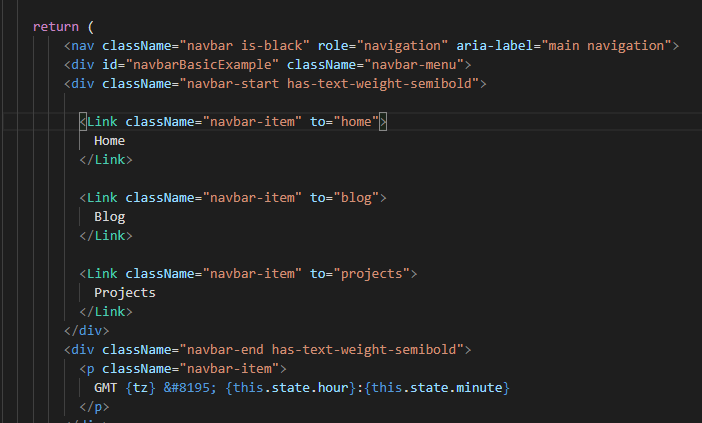 return (
<nav className="navbar is-black" role="navigation" aria-label="main navigation">
<div id="navbarBasicExample" className="navbar-menu">
<div className="navbar-start has-text-weight-semibold">
<Link className="navbar-item" to="home">
Home
</Link>
<Link className="navbar-item" to="blog">
Blog
</Link>
<Link className="navbar-item" to="projects">
Projects
</Link>
</div>
<div className="navbar-end has-text-weight-semibold">
<p className="navbar-item">
GMT {tz} &#8195; {this.state.hour}:{this.state.minute}
</p>